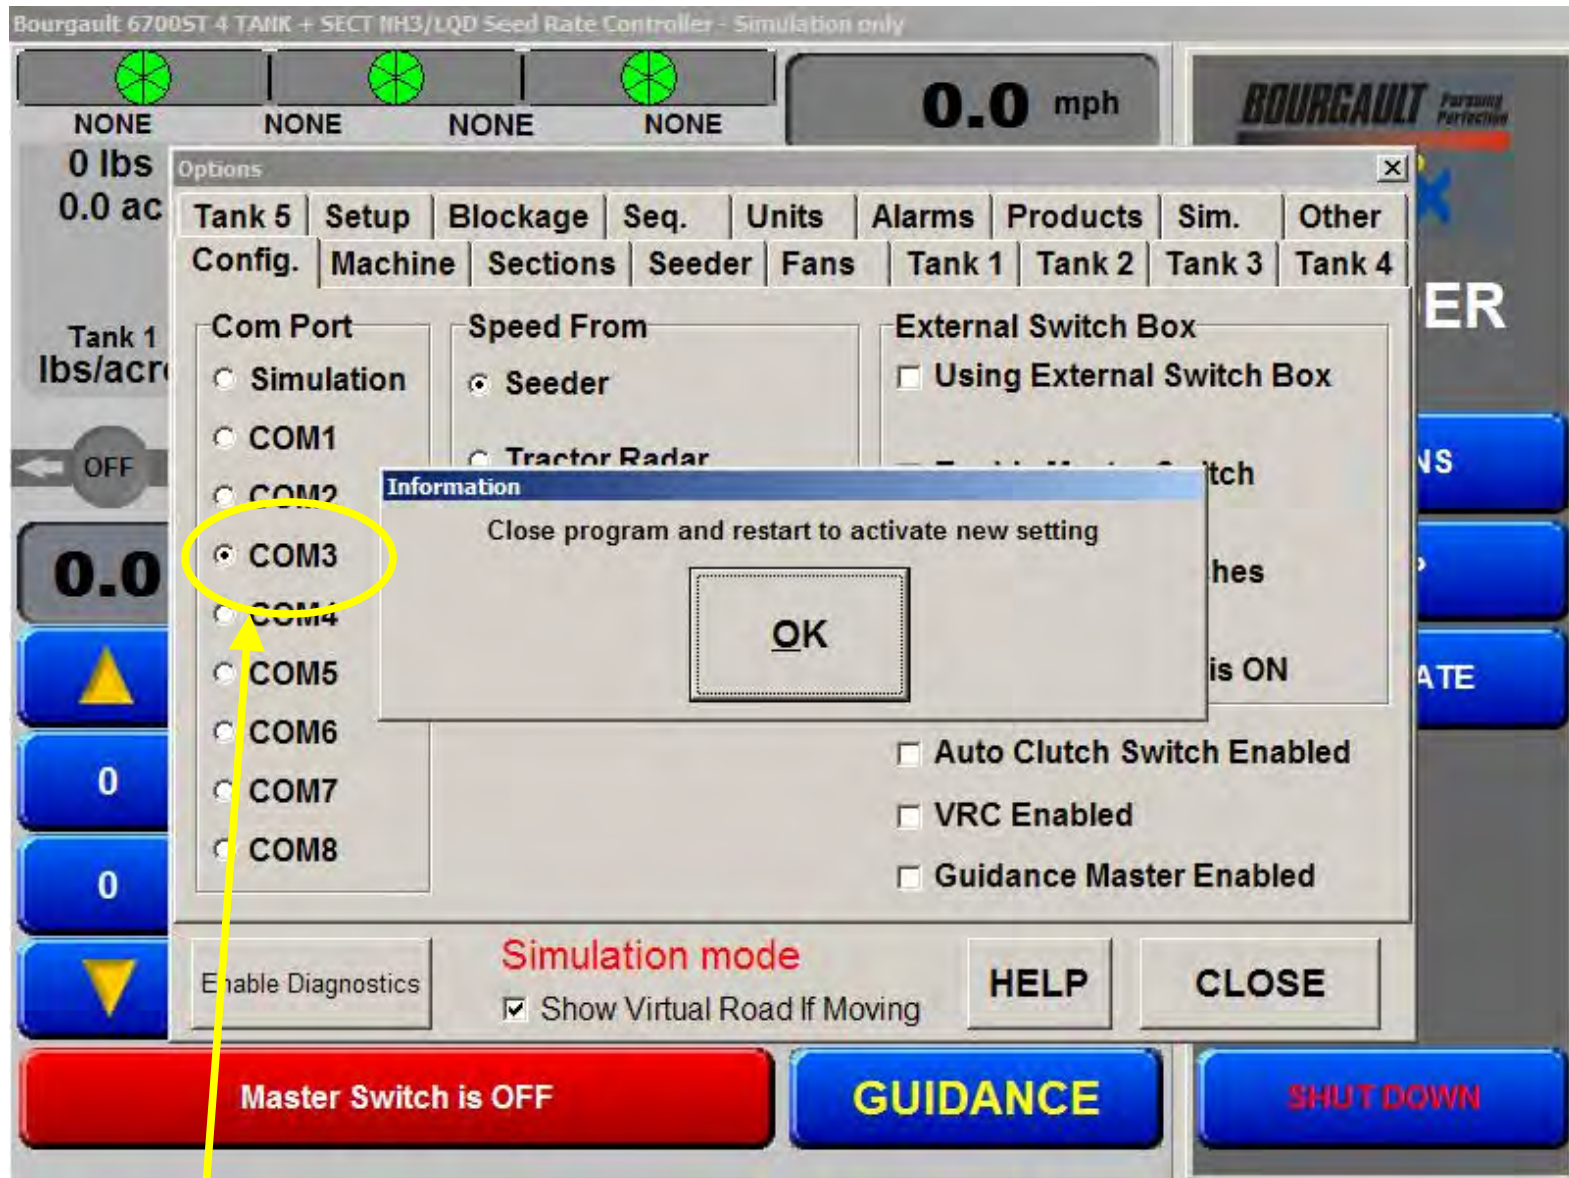 Bourgault 6700ST 4 TANK + SECT NH3/LQD Seed Rate Controller - Simulation only
NONE NONE NONE NONE
0.0 mph
BOURGAULT Pursuing Perfection
0 lbs
0.0 ac
Options
Tank 5 Setup Blockage Seq. Units Alarms Products Sim. Other
Config. Machine Sections Seeder Fans Tank 1 Tank 2 Tank 3 Tank 4
ER
Tank 1
lbs/acr
Com Port Speed From External Switch Box
Simulation Seeder Using External Switch Box
COM1
OFF
Tractor Radar
COM2
tch
NS
Information
Close program and restart to activate new setting
COM3
hes
0.0
COM4
OK
COM5
is ON
ATE
COM6
Auto Clutch Switch Enabled
0
COM7
VRC Enabled
COM8
0
Guidance Master Enabled
Enable Diagnostics
Simulation mode
Show Virtual Road If Moving
HELP CLOSE
Master Switch is OFF GUIDANCE SHUT DOWN